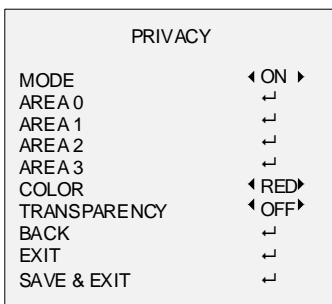 PRIVACY
MODE ON
AREA 0 ↵
AREA 1 ↵
AREA 2 ↵
AREA 3 ↵
COLOR RED
TRANSPARENCY OFF
BACK ↵
EXIT ↵
SAVE & EXIT ↵